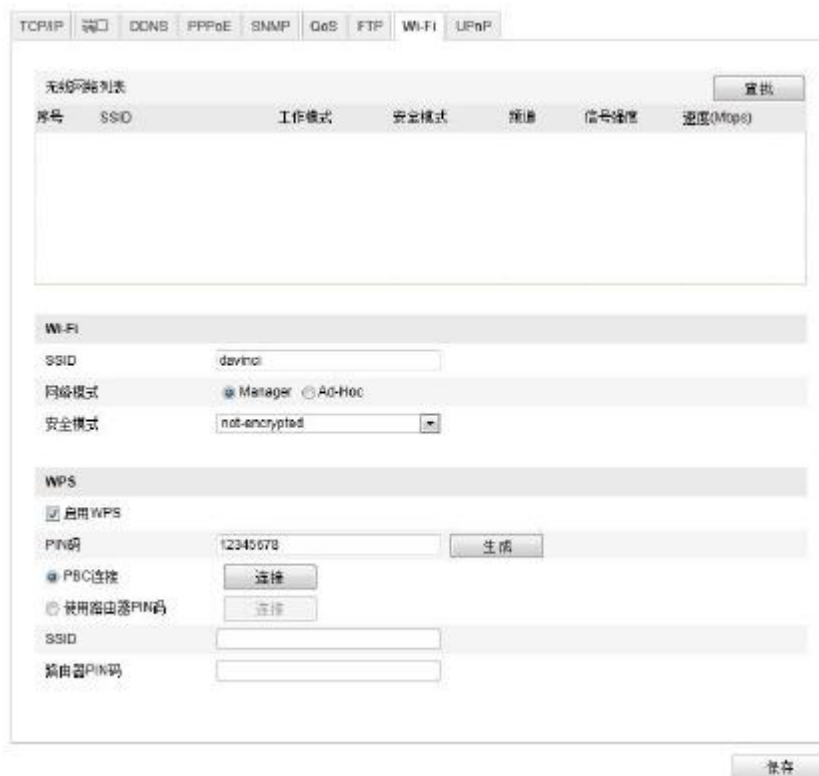 TCP/IP 端口 DDNS PPPoE SNMP QoS FTP Wi-Fi UPnP
无线网络列表 查找
序号 SSID 工作模式 安全模式 频道 信号强度 速度(Mbps)
Wi-Fi
SSID davinci
网络模式 Manager Ad-Hoc
安全模式 not-encrypted
WPS
启用WPS
PIN码 12345678 生成
PBC连接 连接
使用路由器PIN码 连接
SSID
路由器PIN码
保存